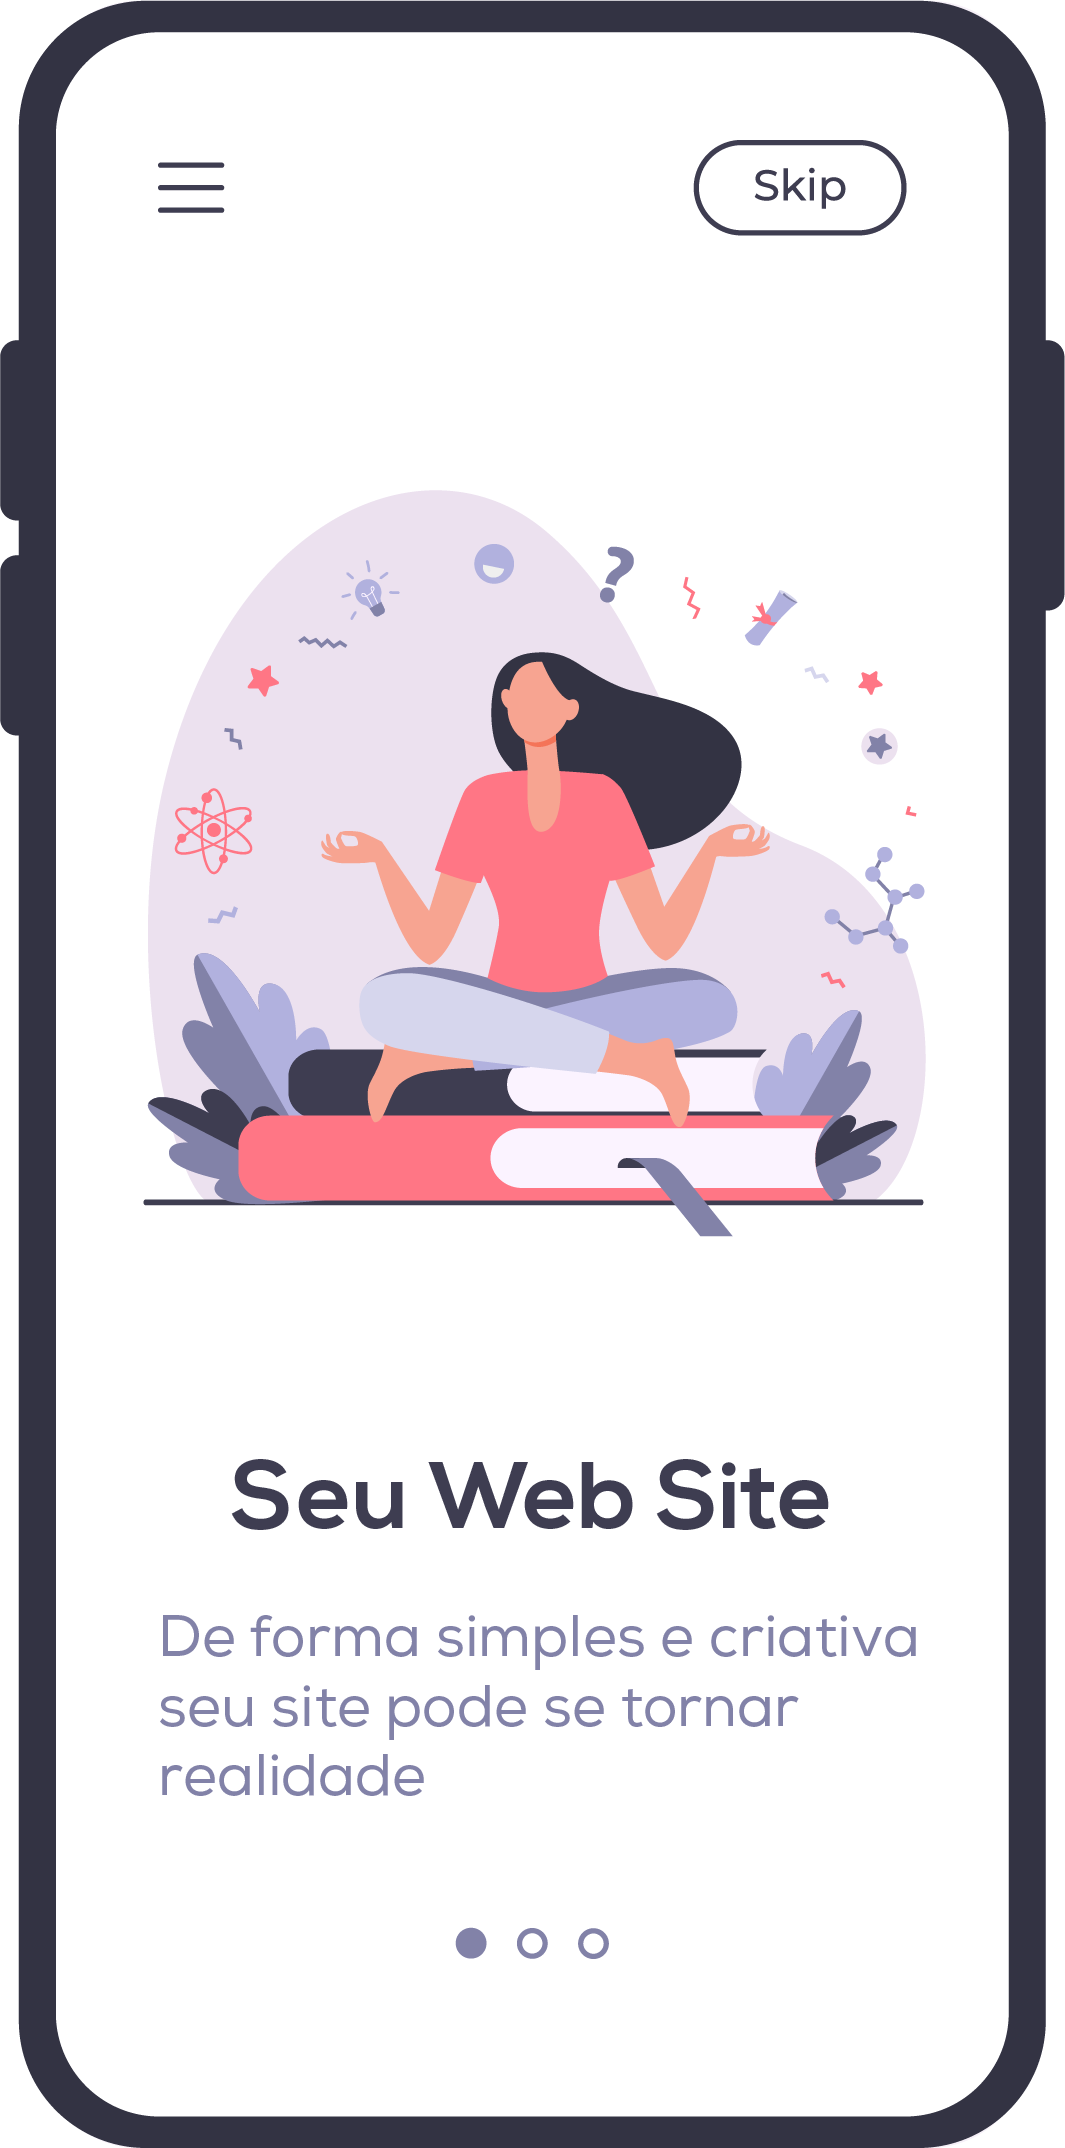 Skip
?
Seu Web Site
De forma simples e criativa
seu site pode se tornar
realidade